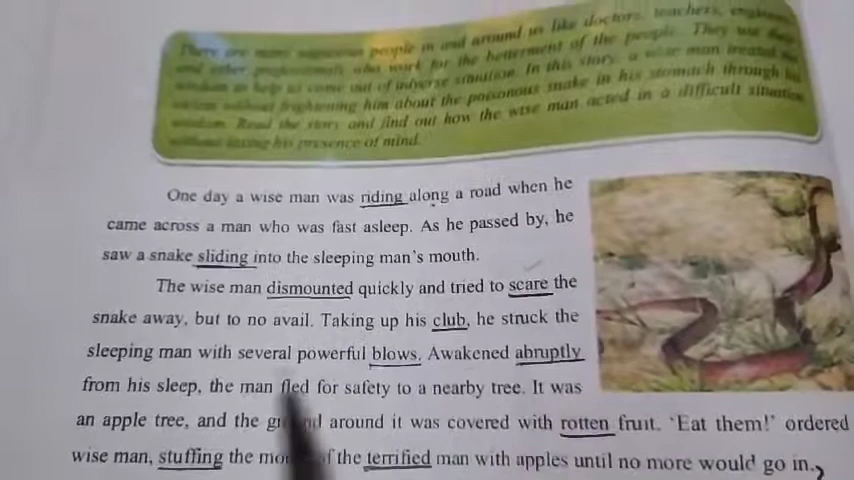 There are many sagacious people in and around us like doctors, teachers, engineers
and other professionals who work for the betterment of the people. They use their
wisdom to help us come out of adverse situation. In this story, a wise man treated the
victim without frightening him about the poisonous snake in his stomach through his
wisdom. Read the story and find out how the wise man acted in a difficult situation
without losing his presence of mind.
One day a wise man was riding along a road when he
came across a man who was fast asleep. As he passed by, he
saw a snake sliding into the sleeping man's mouth.
The wise man dismounted quickly and tried to scare the
snake away, but to no avail. Taking up his club, he struck the
sleeping man with several powerful blows. Awakened abruptly
from his sleep, the man fled for safety to a nearby tree. It was
an apple tree, and the around it was covered with rotten fruit. 'Eat them!' ordered
wise man, stuffing the of the terrified man with apples until no more would go in.